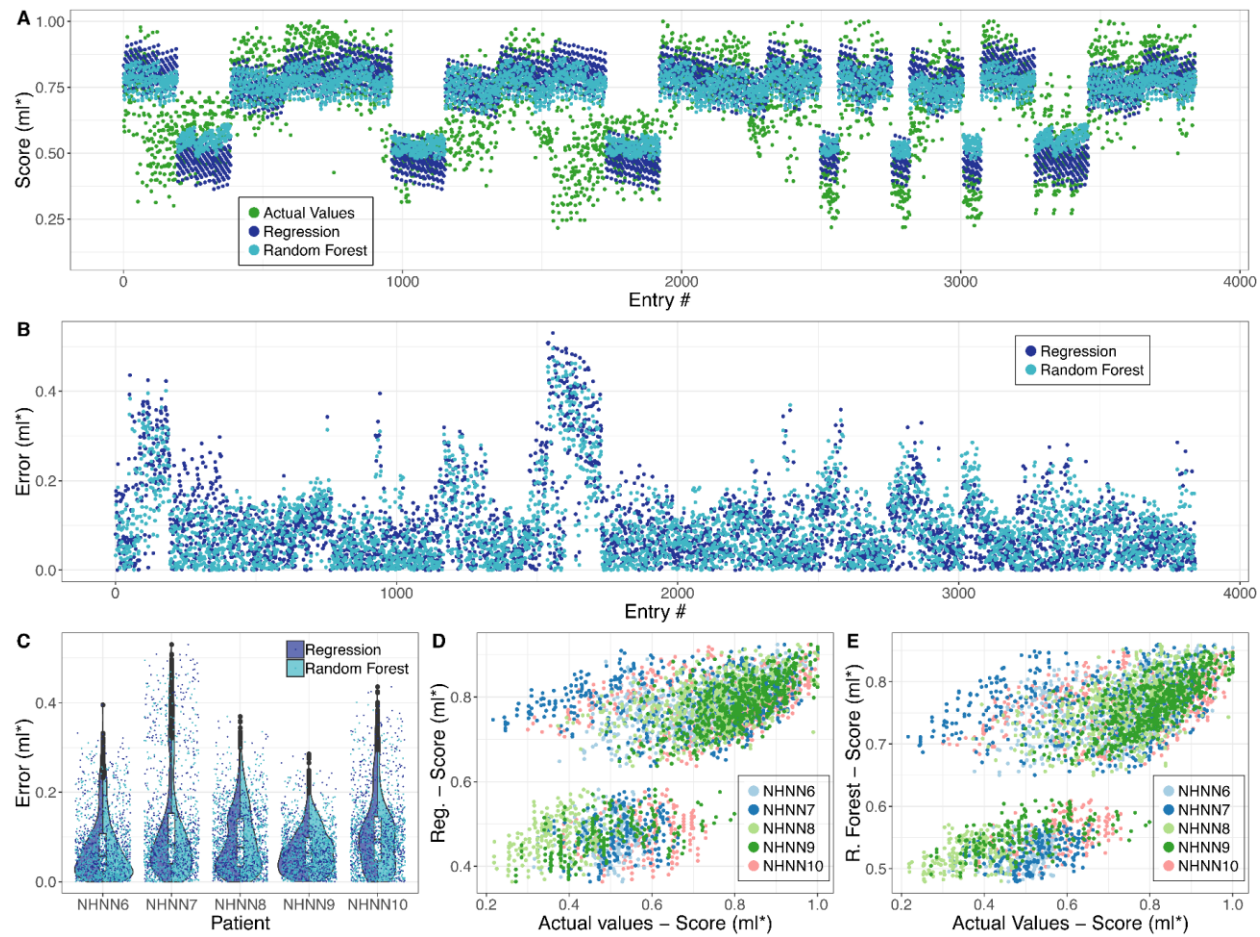 A
Score (ml*)
1.00
0.75
0.50
0.25
Actual Values
Regression
Random Forest
0
1000
2000
3000
4000
Entry #
B
Error (ml*)
0.4
0.2
0.0
Regression
Random Forest
0
1000
2000
3000
4000
Entry #
C
Error (ml*)
0.4
0.2
0.0
Regression
Random Forest
NHNN6
NHNN7
NHNN8
NHNN9
NHNN10
Patient
D
Reg. – Score (ml*)
0.8
0.6
0.4
NHNN6
NHNN7
NHNN8
NHNN9
NHNN10
0.2
0.4
0.6
0.8
1.0
Actual values – Score (ml*)
E
R. Forest – Score (ml*)
0.8
0.7
0.6
0.5
NHNN6
NHNN7
NHNN8
NHNN9
NHNN10
0.2
0.4
0.6
0.8
1.0
Actual Values – Score (ml*)